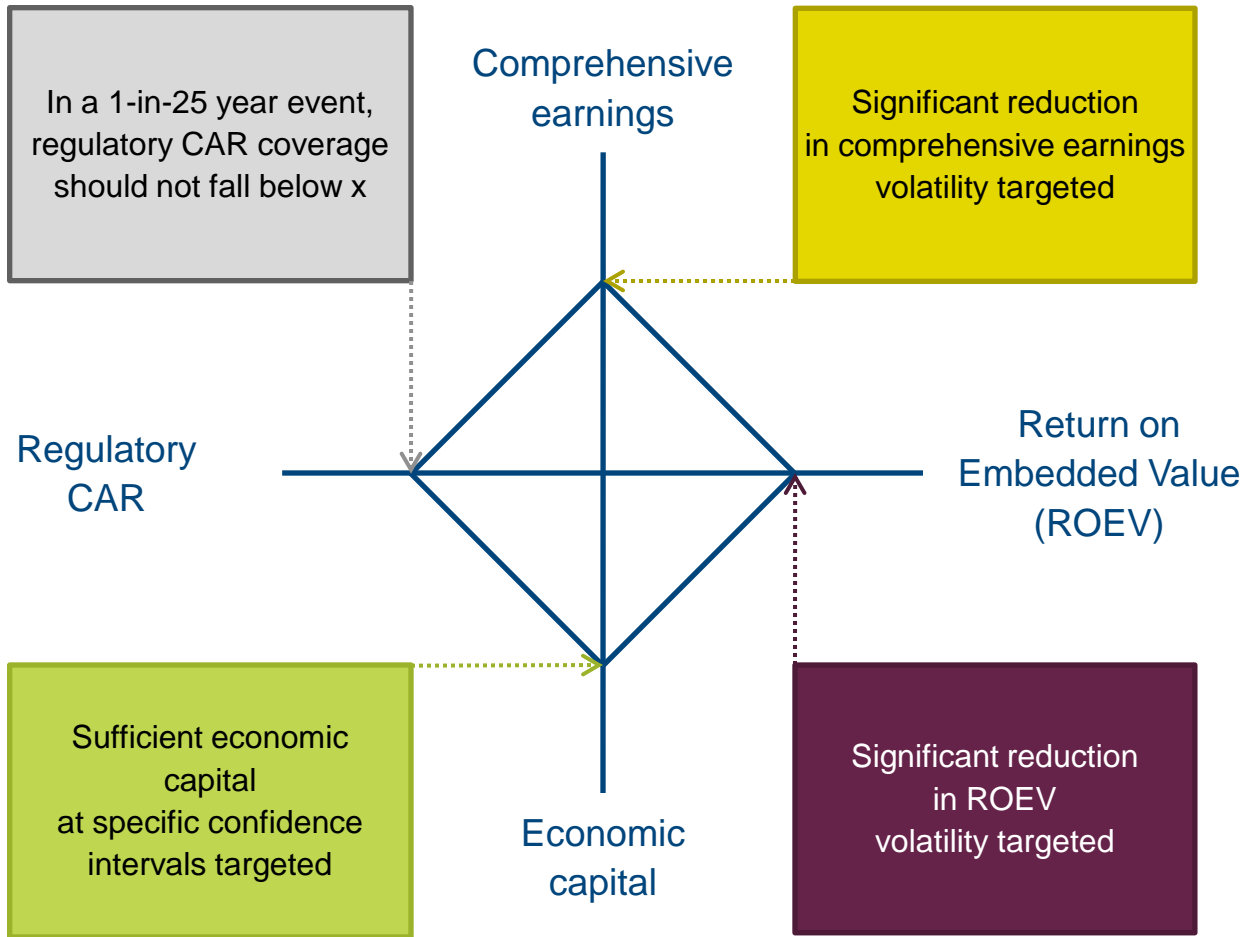 In a 1-in-25 year event,
regulatory CAR coverage
should not fall below x
Comprehensive
earnings
Significant reduction
in comprehensive earnings
volatility targeted
Regulatory
CAR
Return on
Embedded Value
(ROEV)
Sufficient economic
capital
at specific confidence
intervals targeted
Economic
capital
Significant reduction
in ROEV
volatility targeted